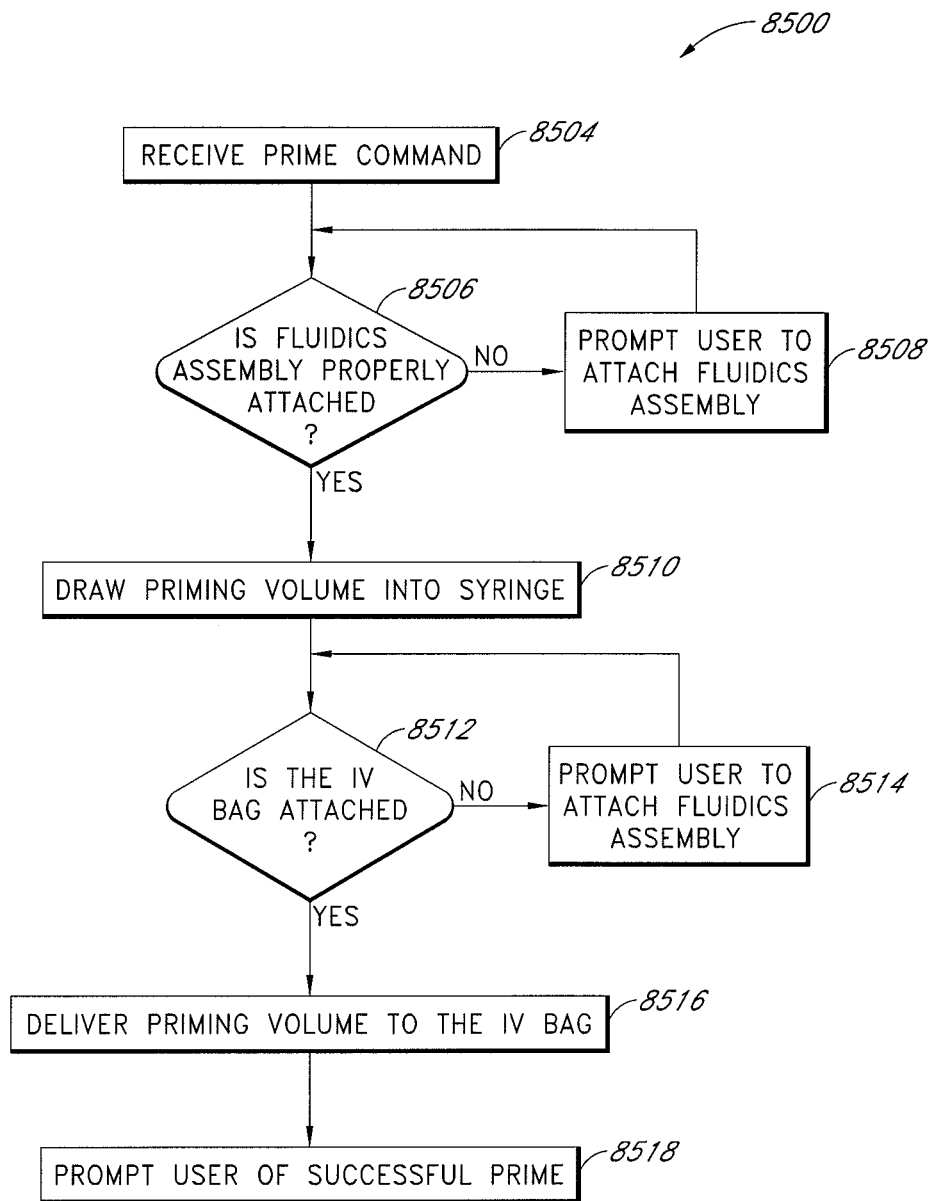 8500
8504
RECEIVE PRIME COMMAND
8506
IS FLUIDICS
ASSEMBLY PROPERLY
ATTACHED
?
NO
PROMPT USER TO
ATTACH FLUIDICS
ASSEMBLY
8508
YES
8510
DRAW PRIMING VOLUME INTO SYRINGE
8512
IS THE IV
BAG ATTACHED
?
NO
PROMPT USER TO
ATTACH FLUIDICS
ASSEMBLY
8514
YES
8516
DELIVER PRIMING VOLUME TO THE IV BAG
8518
PROMPT USER OF SUCCESSFUL PRIME